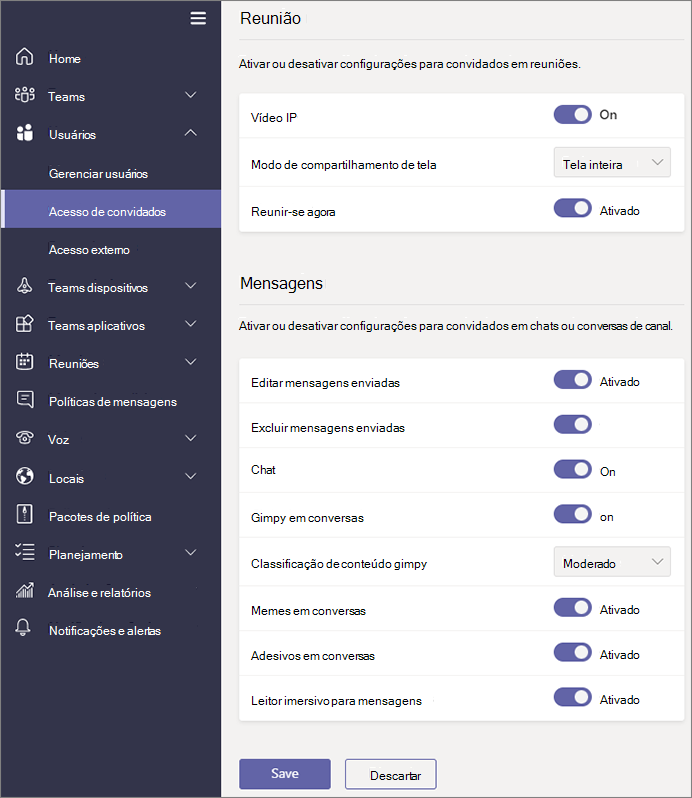 Home
Teams
Usuários
Gerenciar usuários
Acesso de convidados
Acesso externo
Teams dispositivos
Teams aplicativos
Reuniões
Políticas de mensagens
Voz
Locais
Pacotes de política
Planejamento
Análise e relatórios
Notificações e alertas
Reunião
Ativar ou desativar configurações para convidados em reuniões.
Vídeo IP On
Modo de compartilhamento de tela Tela inteira
Reunir-se agora Ativado
Mensagens
Ativar ou desativar configurações para convidados em chats ou conversas de canal.
Editar mensagens enviadas Ativado
Excluir mensagens enviadas
Chat On
Gimpy em conversas on
Classificação de conteúdo gimpy Moderado
Memes em conversas Ativado
Adesivos em conversas Ativado
Leitor imersivo para mensagens Ativado
Save Descartar